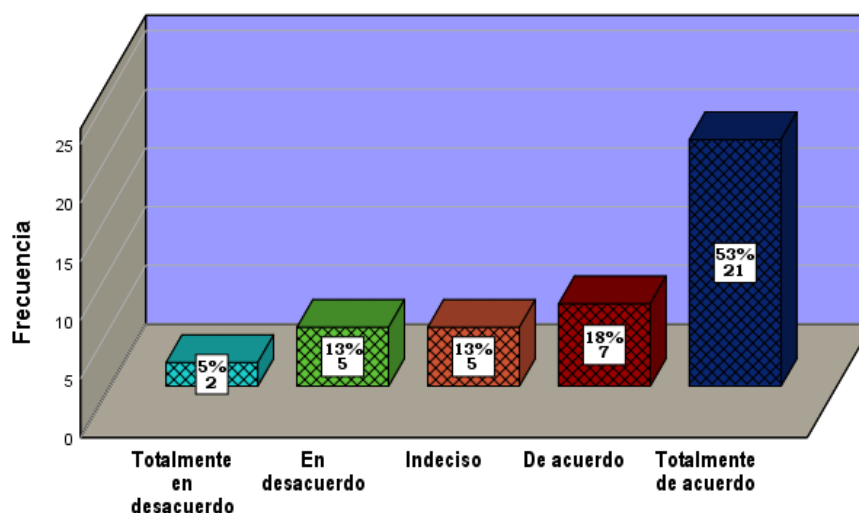 Frecuencia
25
20
15
10
5
0
5%
2
13%
5
13%
5
18%
7
53%
21
Totalmente
en
desacuerdo
En
desacuerdo
Indeciso
De acuerdo
Totalmente
de acuerdo